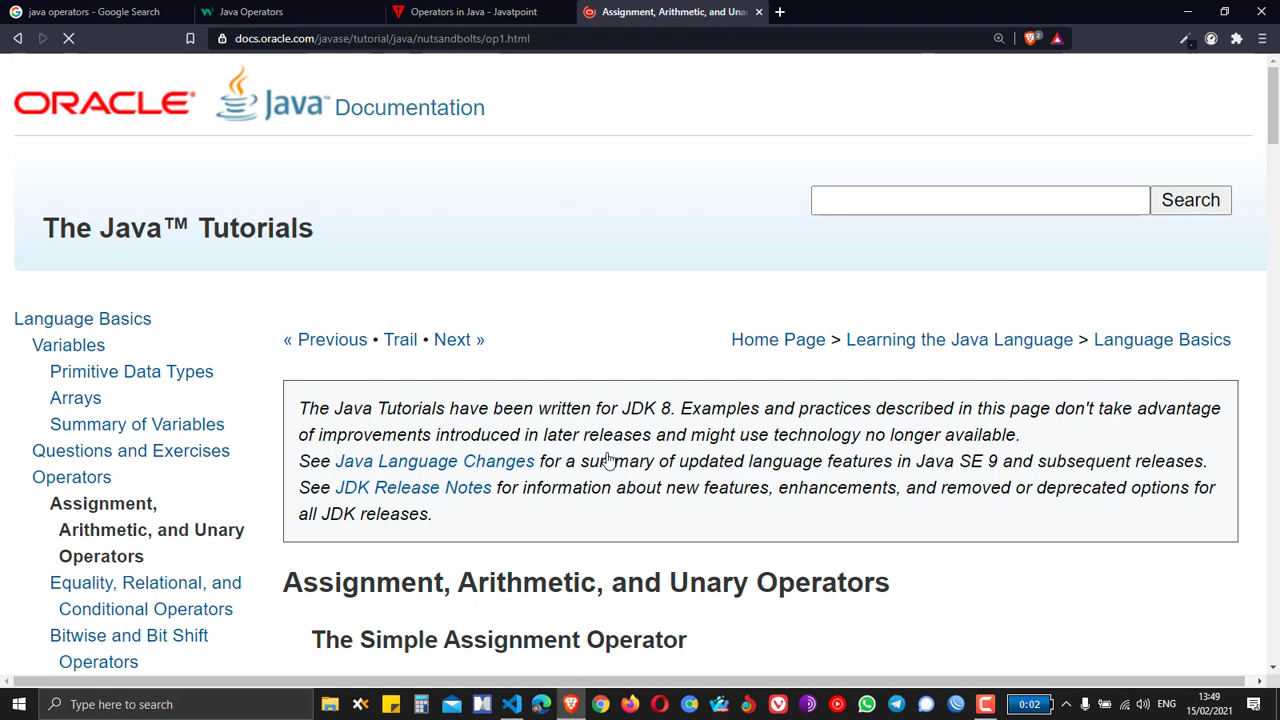 java operators - Google Search
Java Operators
Operators in Java - Javatpoint
Assignment, Arithmetic, and Una
docs.oracle.com/javase/tutorial/java/nutsandbolts/op1.html
2
ORACLE Java Documentation
Search
The Java™ Tutorials
Language Basics
Variables
Primitive Data Types
Arrays
Summary of Variables
Questions and Exercises
Operators
Assignment,
Arithmetic, and Unary
Operators
Equality, Relational, and
Conditional Operators
Bitwise and Bit Shift
Operators
« Previous • Trail • Next »
Home Page > Learning the Java Language > Language Basics
The Java Tutorials have been written for JDK 8. Examples and practices described in this page don't take advantage
of improvements introduced in later releases and might use technology no longer available.
See Java Language Changes for a summary of updated language features in Java SE 9 and subsequent releases.
See JDK Release Notes for information about new features, enhancements, and removed or deprecated options for
all JDK releases.
Assignment, Arithmetic, and Unary Operators
The Simple Assignment Operator
Type here to search
0:02
ENG
13:49
15/02/2021